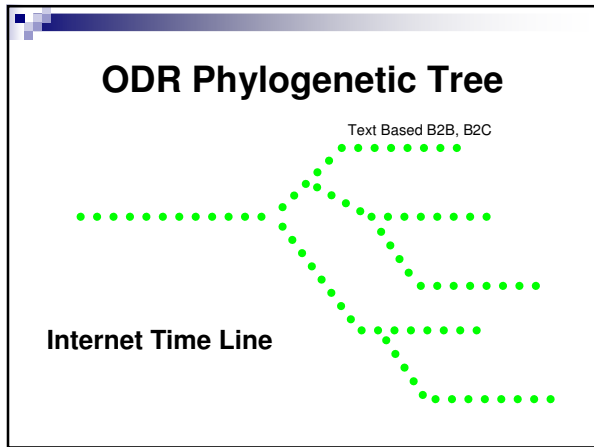 ODR Phylogenetic Tree
Text Based B2B, B2C
Internet Time Line